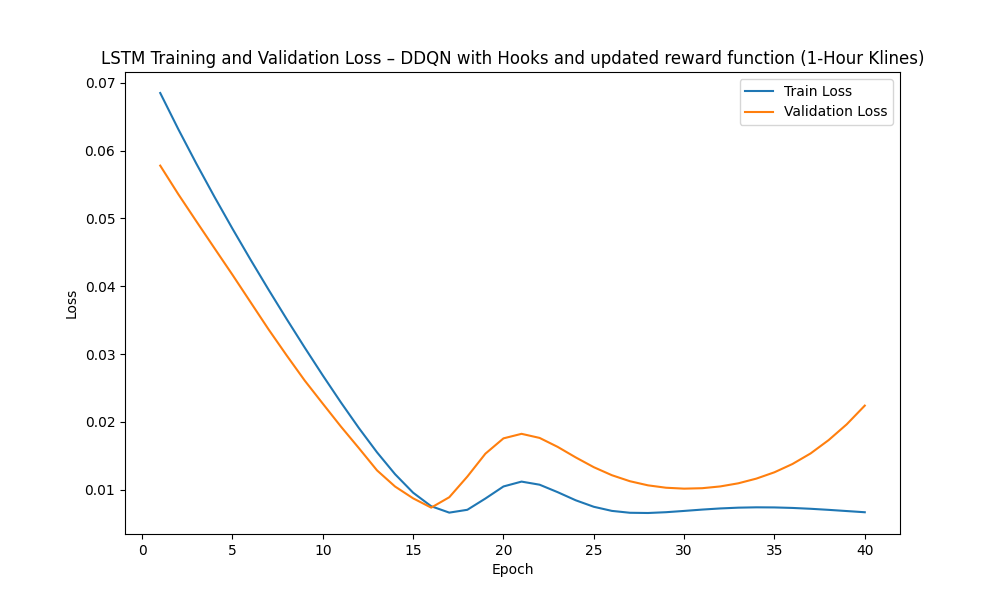 LSTM Training and Validation Loss – DDQN with Hooks and updated reward function (1-Hour Klines)
Train Loss
Validation Loss
0.07
0.06
0.05
0.04
0.03
0.02
0.01
Loss
0 5 10 15 20 25 30 35 40
Epoch